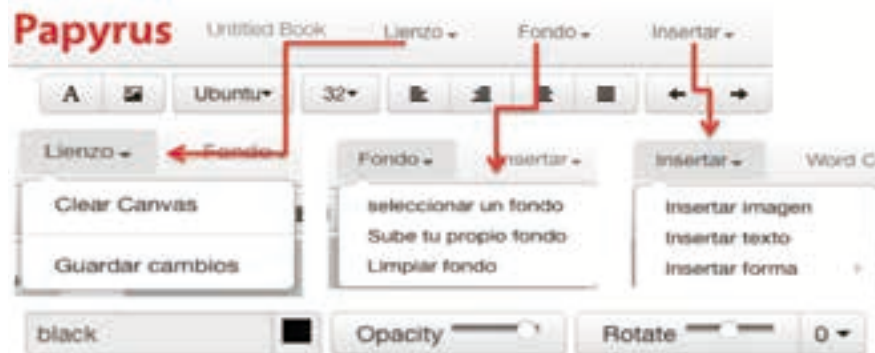 Papyrus Untitled Book Lienzo Fondo Insertar
A Ubuntu 32
Lienzo Fondo
Clear Canvas
Guardar cambios
Fondo Insertar
seleccionar un fondo
Sube tu propio fondo
Limpiar fondo
Insertar Word C
Insertar imagen
Insertar texto
Insertar forma
black Opacity Rotate 0